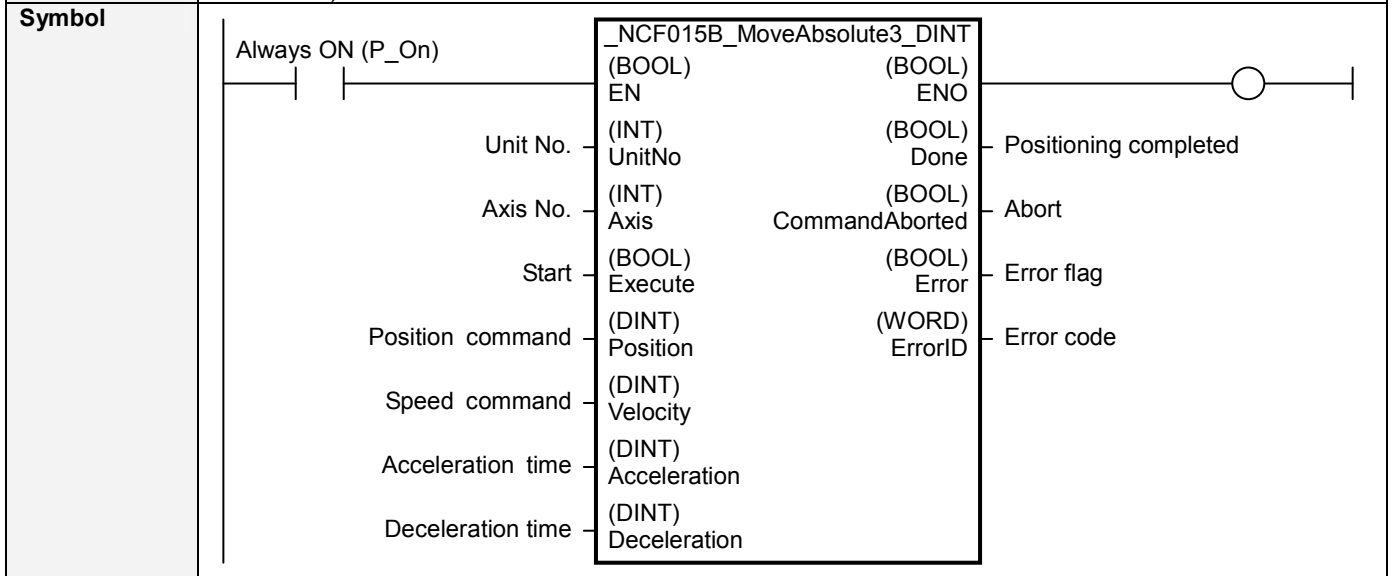 Symbol
Always ON (P_On)
_NCF015B_MoveAbsolute3_DINT
(BOOL) (BOOL)
EN ENO
Unit No. (INT) (BOOL) Positioning completed
UnitNo Done
Axis No. (INT) (BOOL) Abort
Axis CommandAborted
Start (BOOL) (BOOL) Error flag
Execute Error
Position command (DINT) (WORD) Error code
Position ErrorID
Speed command (DINT)
Velocity
Acceleration time (DINT)
Acceleration
Deceleration time (DINT)
Deceleration